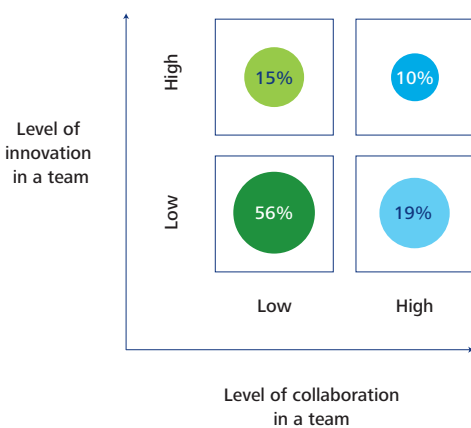 High
15%
10%
Level of
innovation
in a team
Low
56%
19%
Low
High
Level of collaboration
in a team